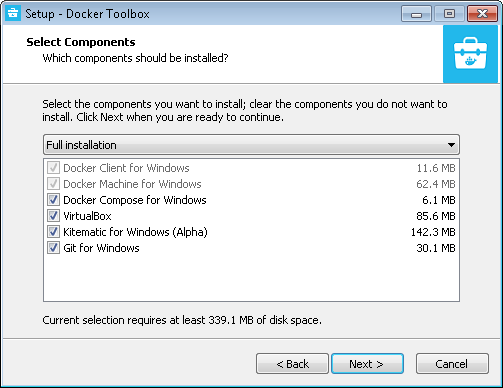 Setup - Docker Toolbox
Select Components
Which components should be installed?
Select the components you want to install; clear the components you do not want to
install. Click Next when you are ready to continue.
Full installation
Docker Client for Windows 11.6 MB
Docker Machine for Windows 62.4 MB
Docker Compose for Windows 6.1 MB
VirtualBox 85.6 MB
Kitematic for Windows (Alpha) 142.3 MB
Git for Windows 30.1 MB
Current selection requires at least 339.1 MB of disk space.
< Back Next > Cancel